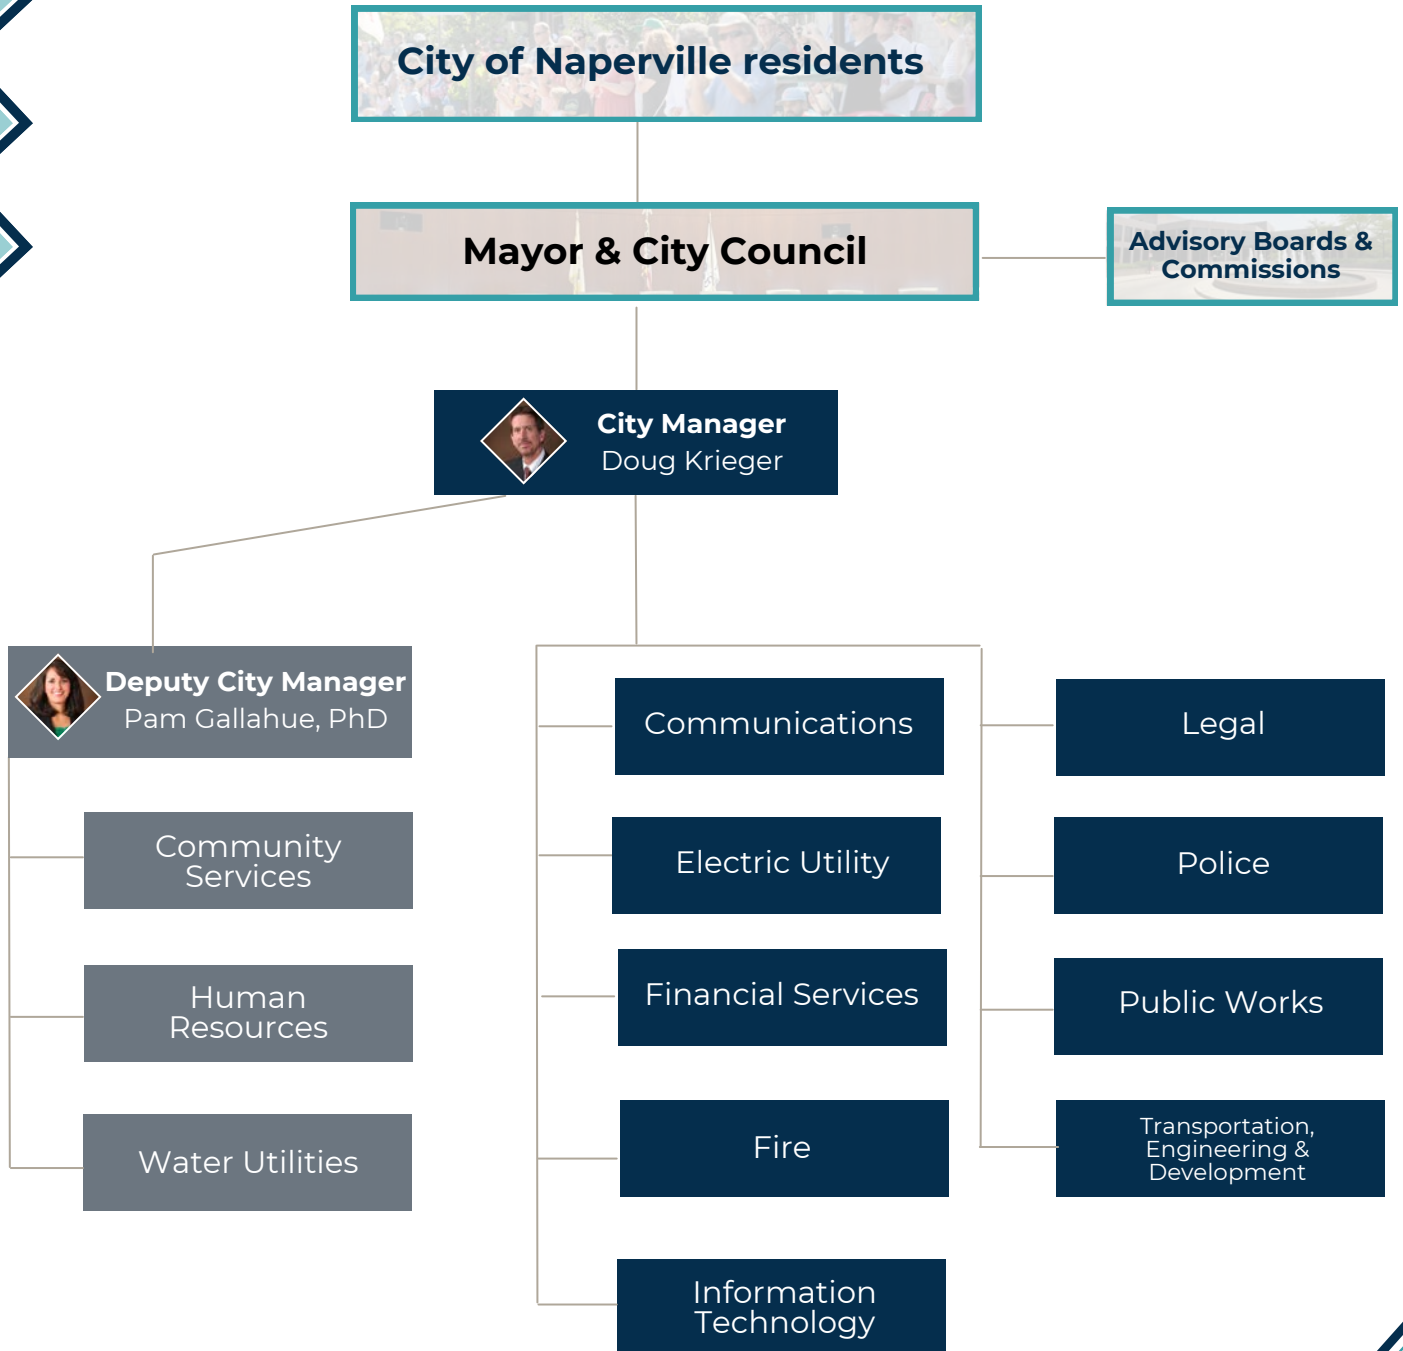 City of Naperville residents
Mayor & City Council
Advisory Boards &
Commissions
City Manager
Doug Krieger
Deputy City Manager
Pam Gallahue, PhD
Community
Services
Human
Resources
Water Utilities
Communications
Electric Utility
Financial Services
Fire
Information
Technology
Legal
Police
Public Works
Transportation,
Engineering &
Development